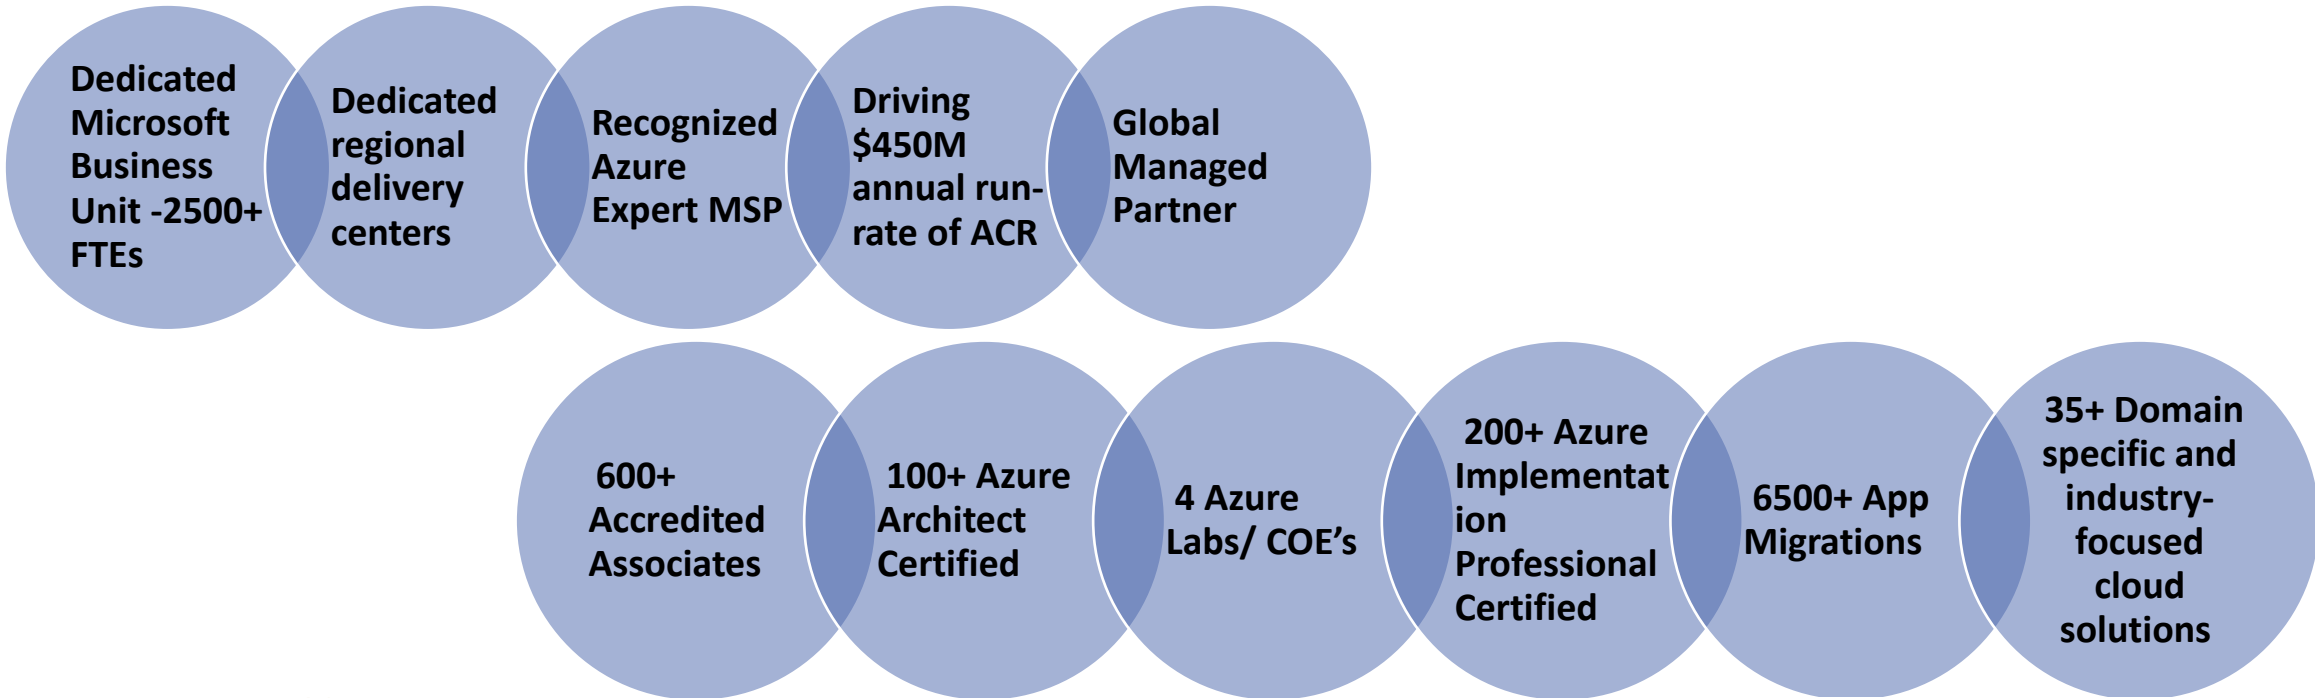 Dedicated
Microsoft
Business
Unit -2500+
FTEs
Dedicated
regional
delivery
centers
Recognized
Azure
Expert MSP
Driving
$450M
annual run-
rate of ACR
Global
Managed
Partner
600+
Accredited
Associates
100+ Azure
Architect
Certified
4 Azure
Labs/ COE’s
200+ Azure
Implementat
ion
Professional
Certified
6500+ App
Migrations
35+ Domain
specific and
industry-
focused
cloud
solutions